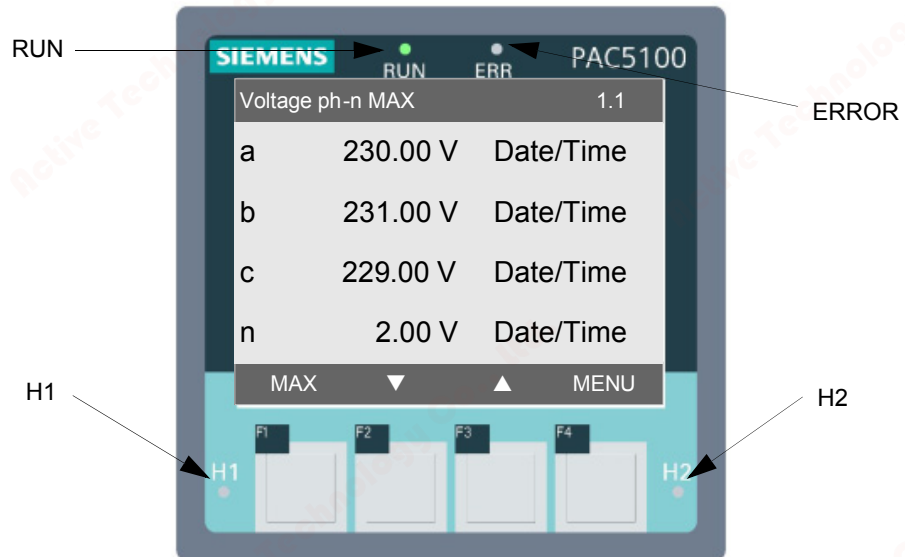 RUN
SIEMENS
RUN
ERR
PAC5100
ERROR
Voltage ph-n MAX 1.1
a 230.00 V Date/Time
b 231.00 V Date/Time
c 229.00 V Date/Time
n 2.00 V Date/Time
MAX ▼ ▲ MENU
H1
H2
F1 F2 F3 F4
H1
H2